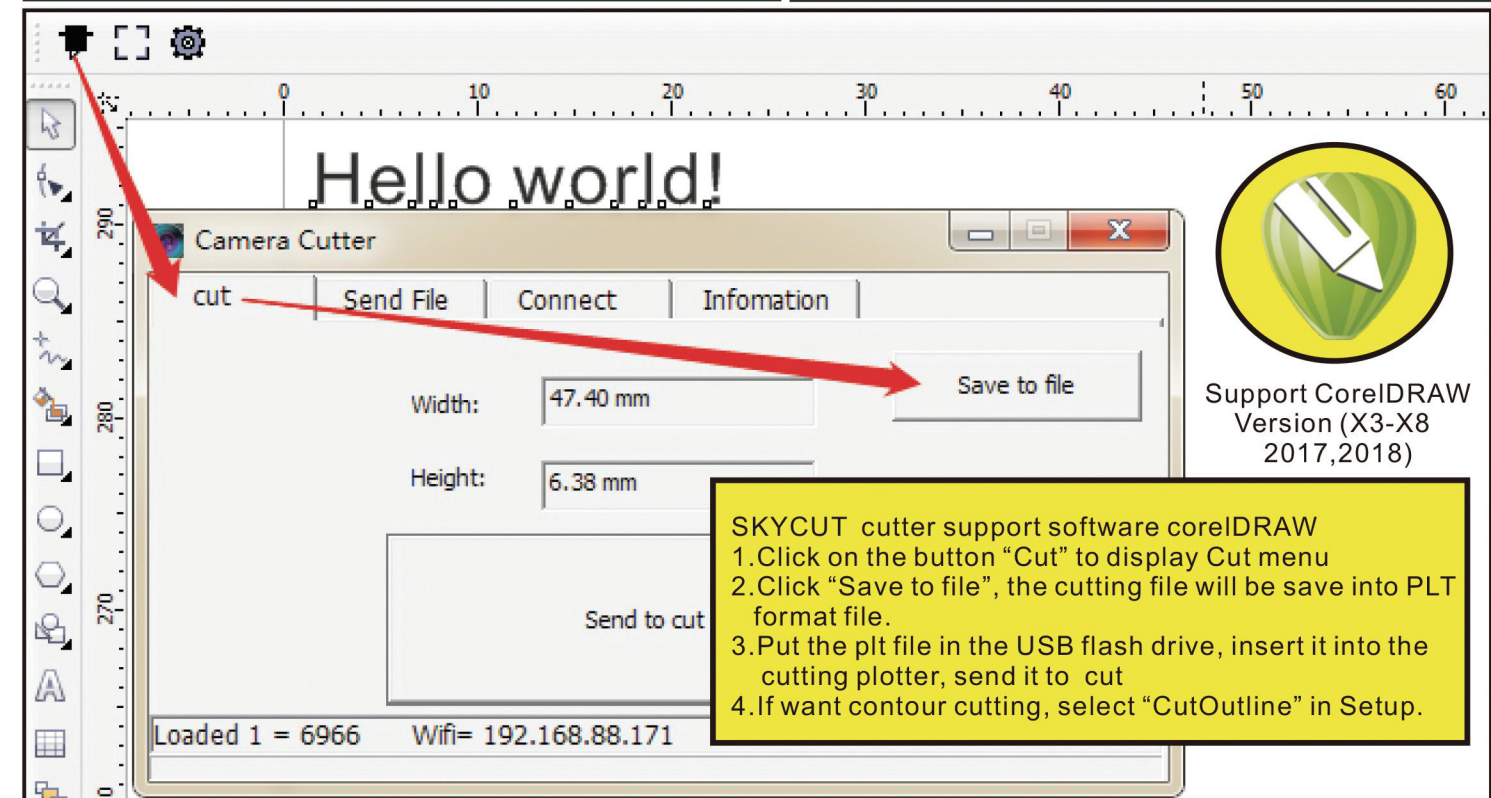 0 10 20 30 40 50 60
Hello world!
290
Camera Cutter
X
cut Send File Connect Infomation
Save to file
Width: 47.40 mm
280
Height: 6.38 mm
Support CorelDRAW
Version (X3-X8
2017,2018)
SKYCUT cutter support software corelDRAW
1.Click on the button “Cut” to display Cut menu
2.Click “Save to file”, the cutting file will be save into PLT
format file.
3.Put the plt file in the USB flash drive, insert it into the
cutting plotter, send it to cut
4.If want contour cutting, select “CutOutline” in Setup.
270
Send to cut
A
Loaded 1 = 6966 Wifi= 192.168.88.171
0